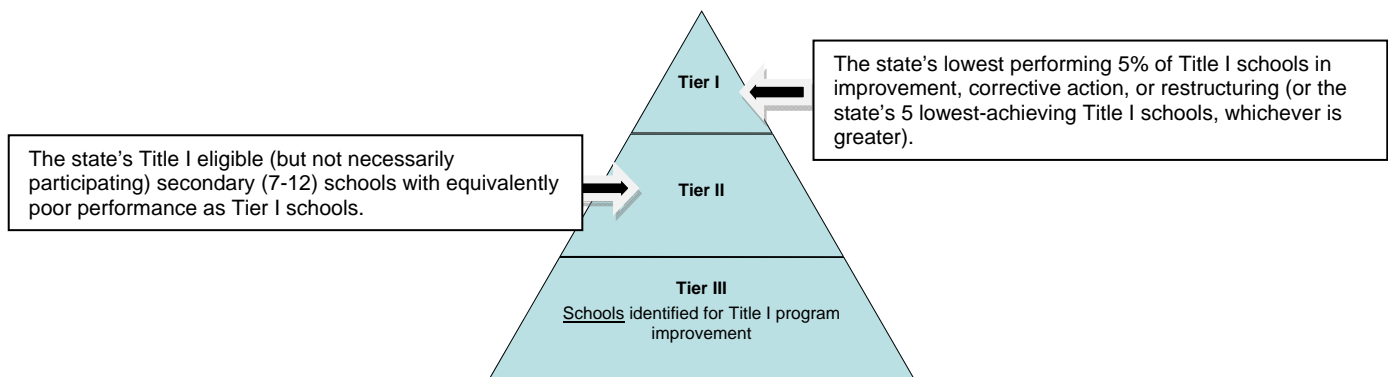 Tier I
The state's lowest performing 5% of Title I schools in
improvement, corrective action, or restructuring (or the
state's 5 lowest-achieving Title I schools, whichever is
greater).
The state's Title I eligible (but not necessarily
participating) secondary (7-12) schools with equivalently
poor performance as Tier I schools.
Tier II
Tier III
Schools identified for Title I program
improvement